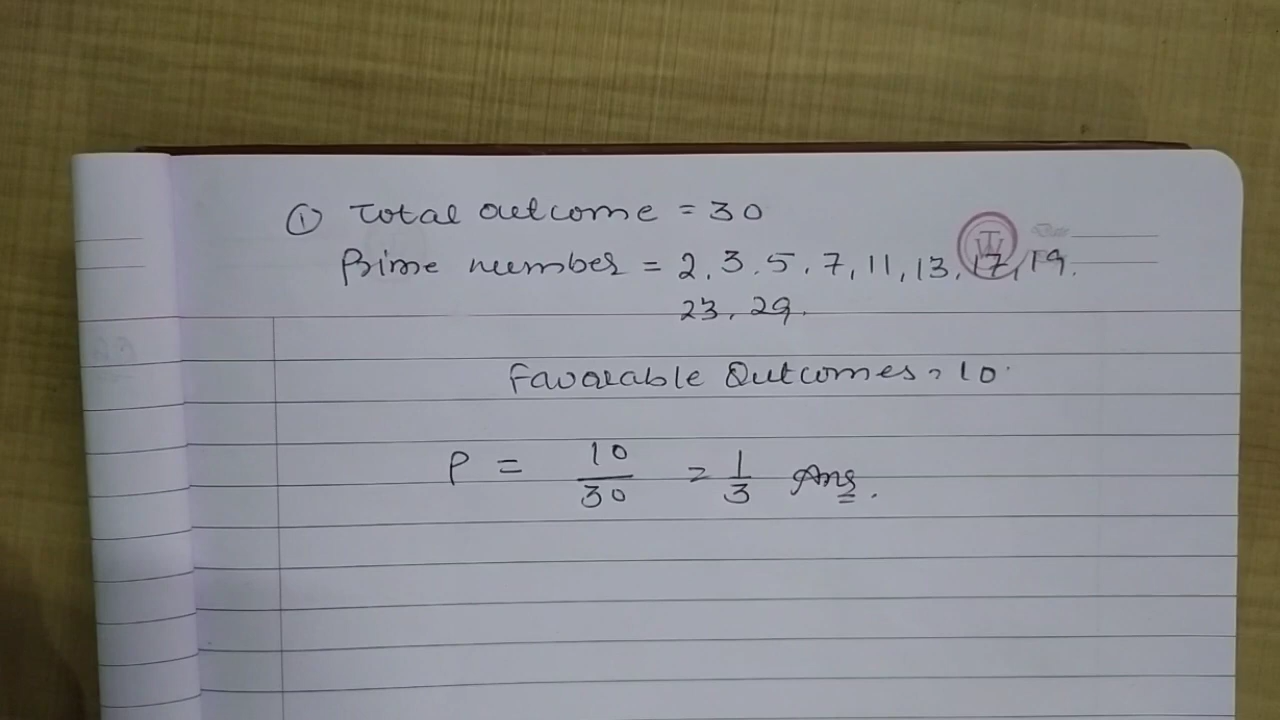 ① Total outcome = 30
Date
Prime number = 2, 3, 5, 7, 11, 13, 17, 19.
23, 29.
Favorable Outcomes = 10.
P = 10/30 = 1/3 Ans.